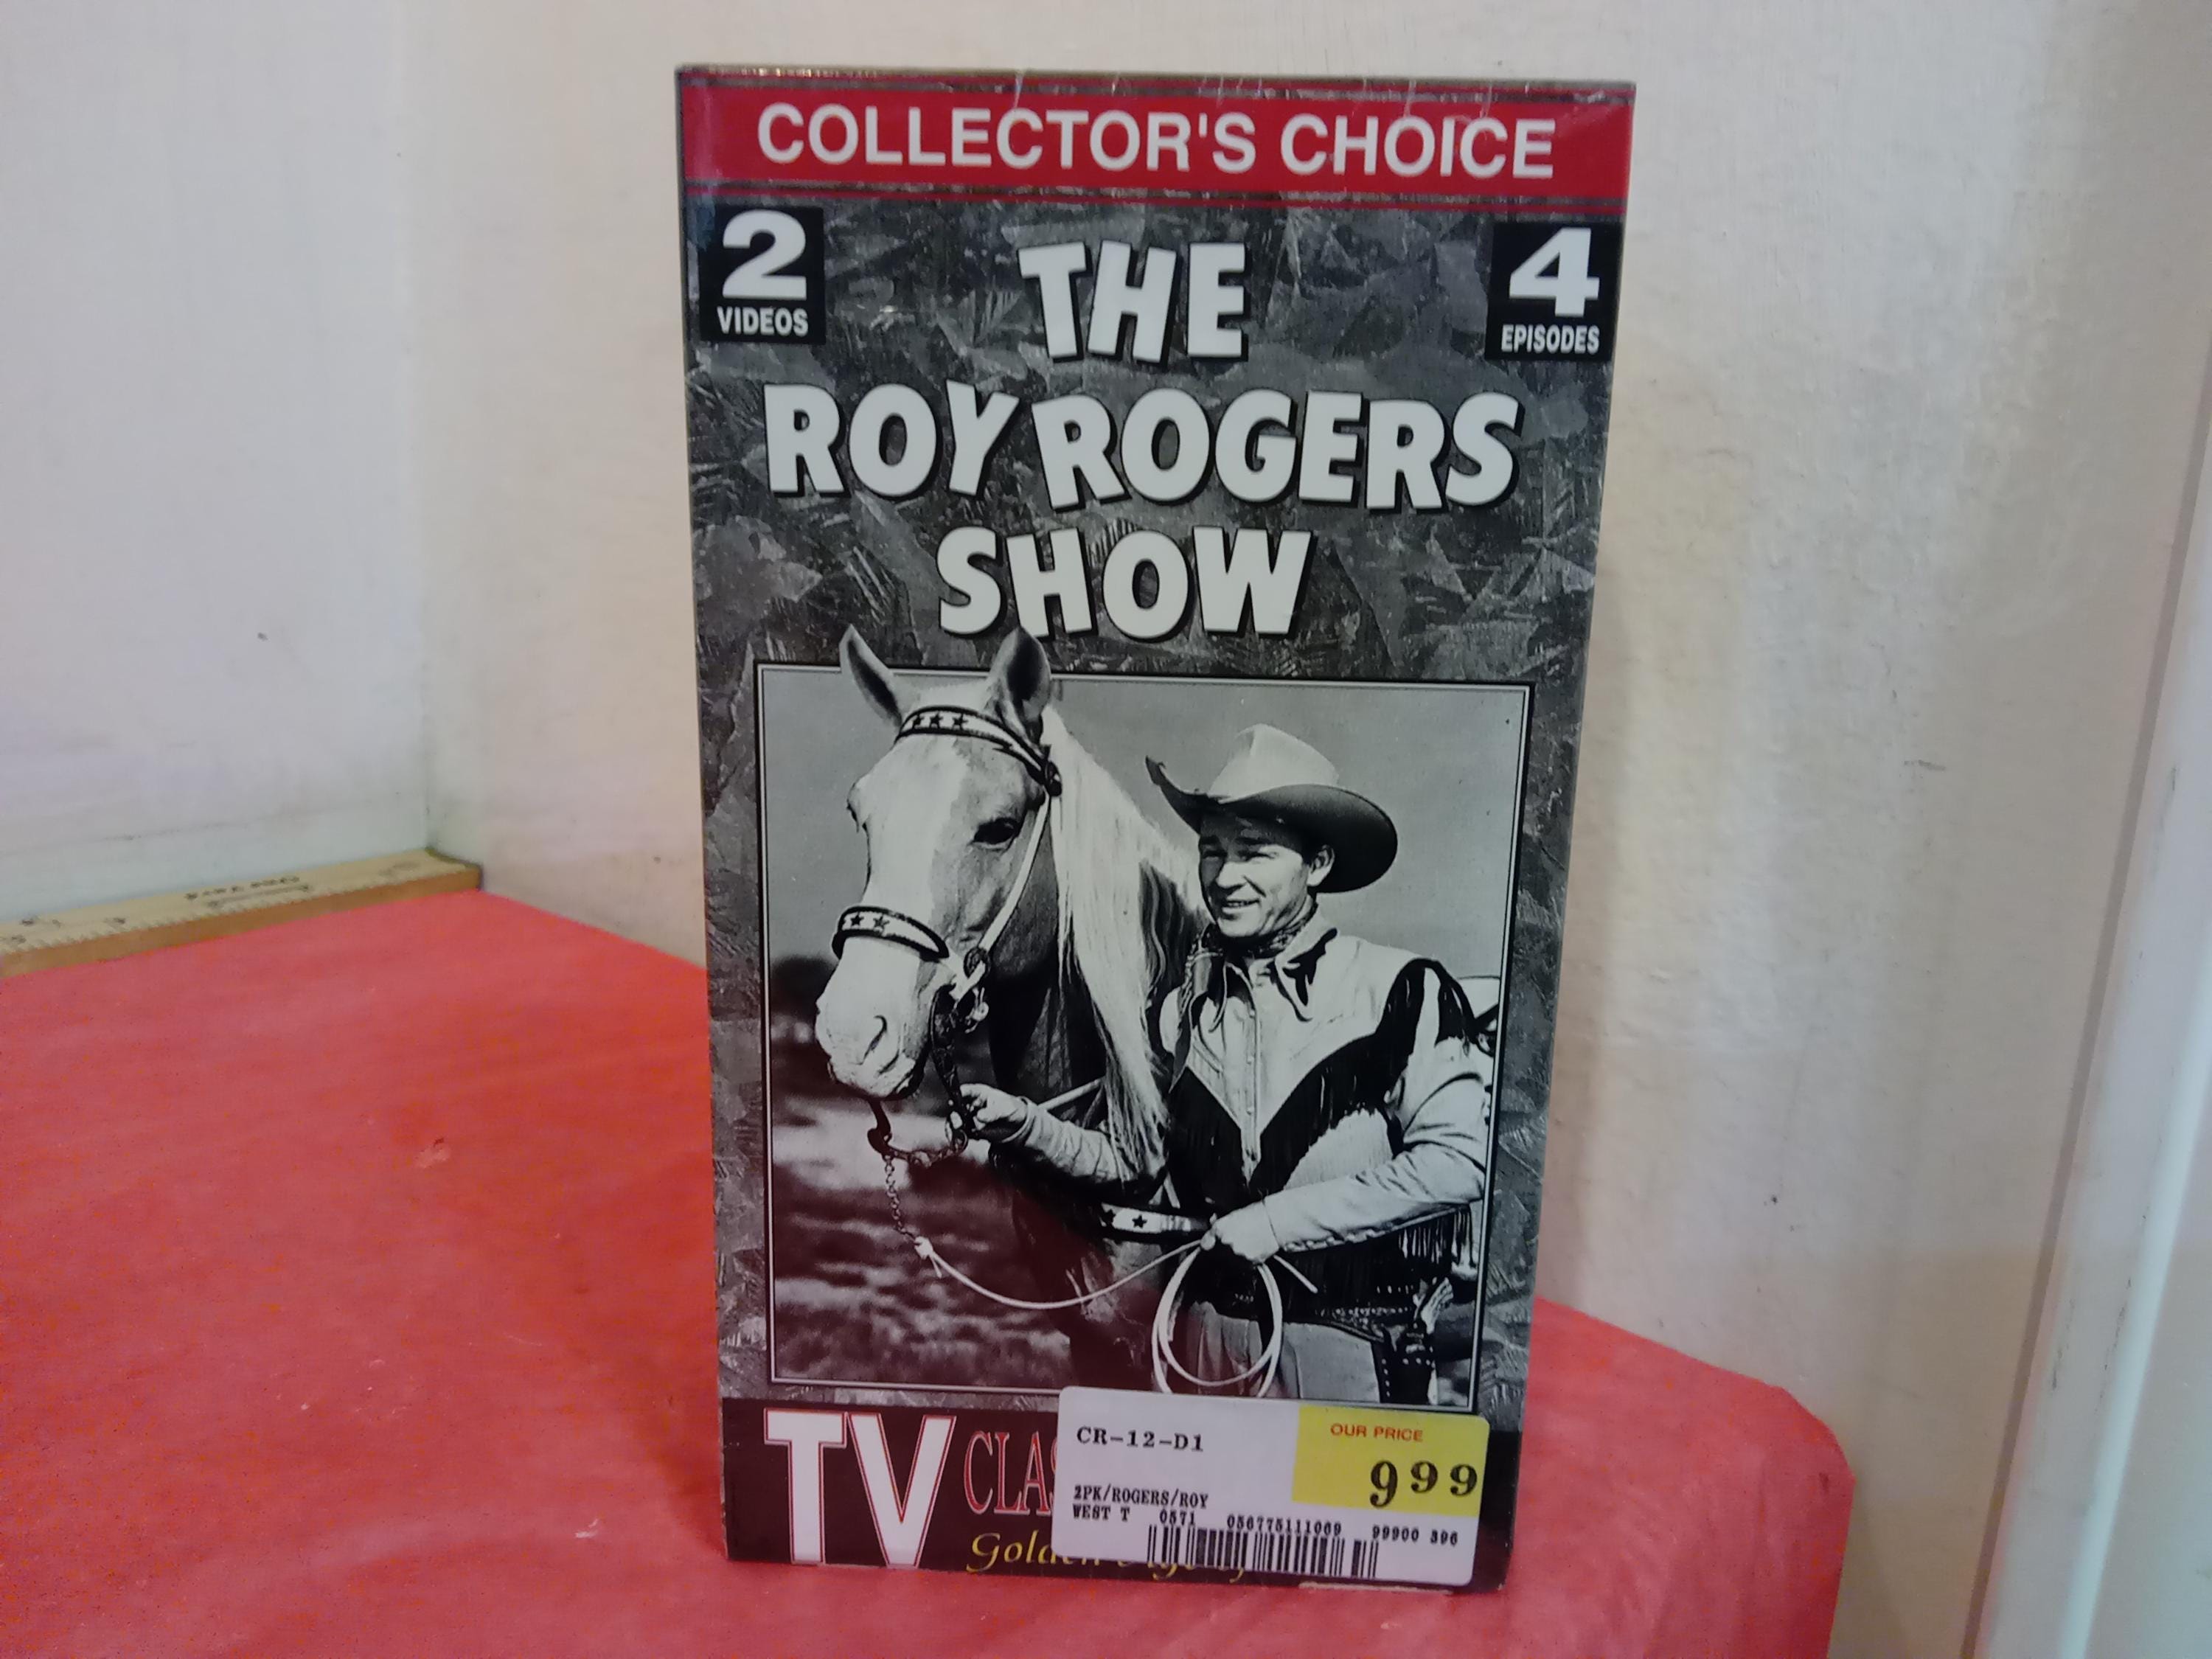 COLLECTOR'S CHOICE
2
VIDEOS
4
EPISODES
THE
ROY ROGERS
SHOW
TV
CR-12-D1
OUR PRICE
999
2PK/ROGERS/ROY
WEST T 0571 056775111069 99900 396